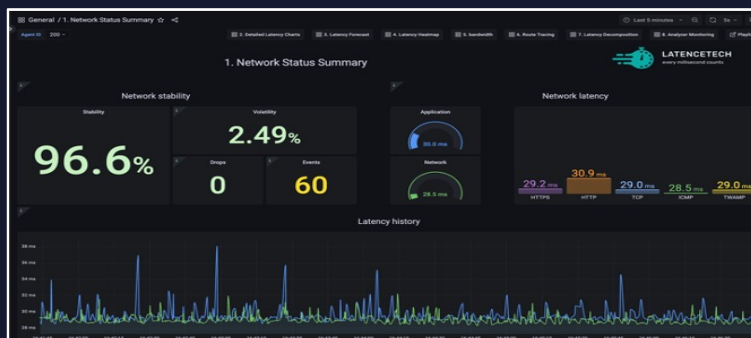 General / 1. Network Status Summary
Last 5 minutes
5s
Agent ID 200
2. Detailed Latency Charts
3. Latency Forecast
4. Latency Heatmap
5. bandwidth
6. Route Tracing
7. Latency Decomposition
8. Analyzer Monitoring
1. Network Status Summary
LATENCETECH
every millisecond counts
Network stability
Network latency
Stability
96.6%
Volatility
2.49%
Drops
0
Events
60
Application
30.0 ms
Network
28.5 ms
29.2 ms
30.9 ms
29.0 ms
28.5 ms
29.0 ms
HTTPS
HTTP
TCP
ICMP
TWAMP
Latency history
38 ms
36 ms
34 ms
32 ms
30 ms
28 ms